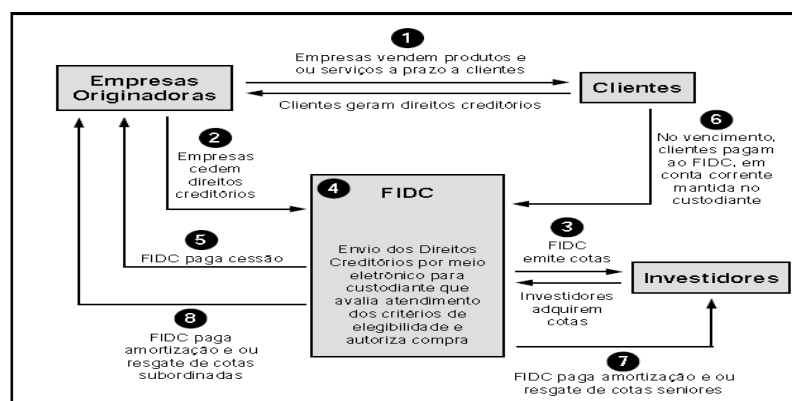 1
Empresas vendem produtos e
ou serviços a prazo a clientes
Empresas
Originadoras
Clientes
Clientes geram direitos creditórios
2
Empresas
cedem
direitos
creditórios
6
No vencimento,
clientes pagam
ao FIDC, em
conta corrente
mantida no
custodiante
4
FIDC
Envio dos Direitos
Creditórios por meio
eletrônico para
custodiante que
avalia atendimento
dos critérios de
elegibilidade e
autoriza compra
3
FIDC
emite cotas
5
FIDC paga cessão
Investidores
Investidores
adquirem
cotas
8
FIDC paga
amortização e ou
resgate de cotas
subordinadas
7
FIDC paga amortização e ou
resgate de cotas seniores